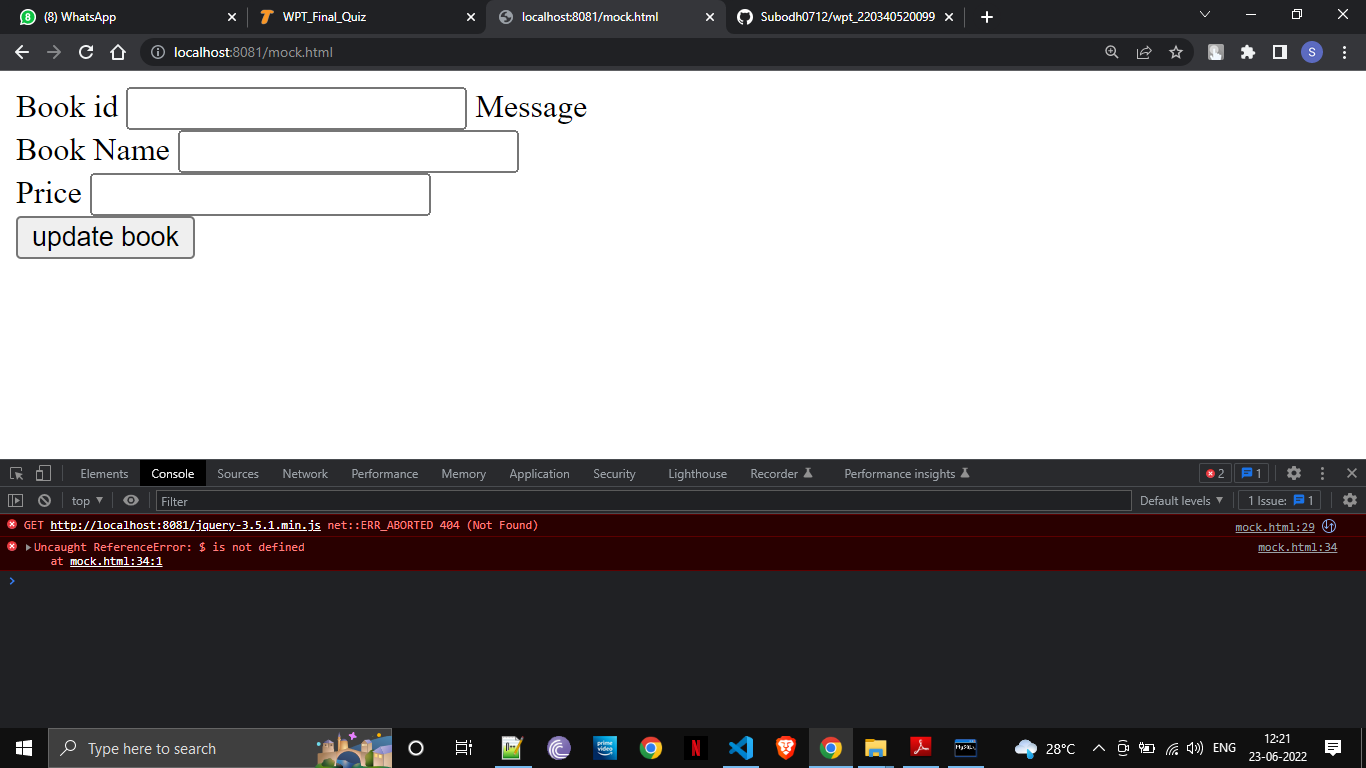 (8) WhatsApp
WPT_Final_Quiz
localhost:8081/mock.html
Subodh0712/wpt_220340520099
localhost:8081/mock.html
S
Book id Message
Book Name
Price
update book
Elements Console Sources Network Performance Memory Application Security Lighthouse Recorder Performance insights 2 1
top Filter Default levels 1 Issue: 1
GET http://localhost:8081/jquery-3.5.1.min.js net::ERR_ABORTED 404 (Not Found) mock.html:29
Uncaught ReferenceError: $ is not defined mock.html:34
at mock.html:34:1
Type here to search
prime video
N
MySQL
28°C
ENG
12:21
23-06-2022